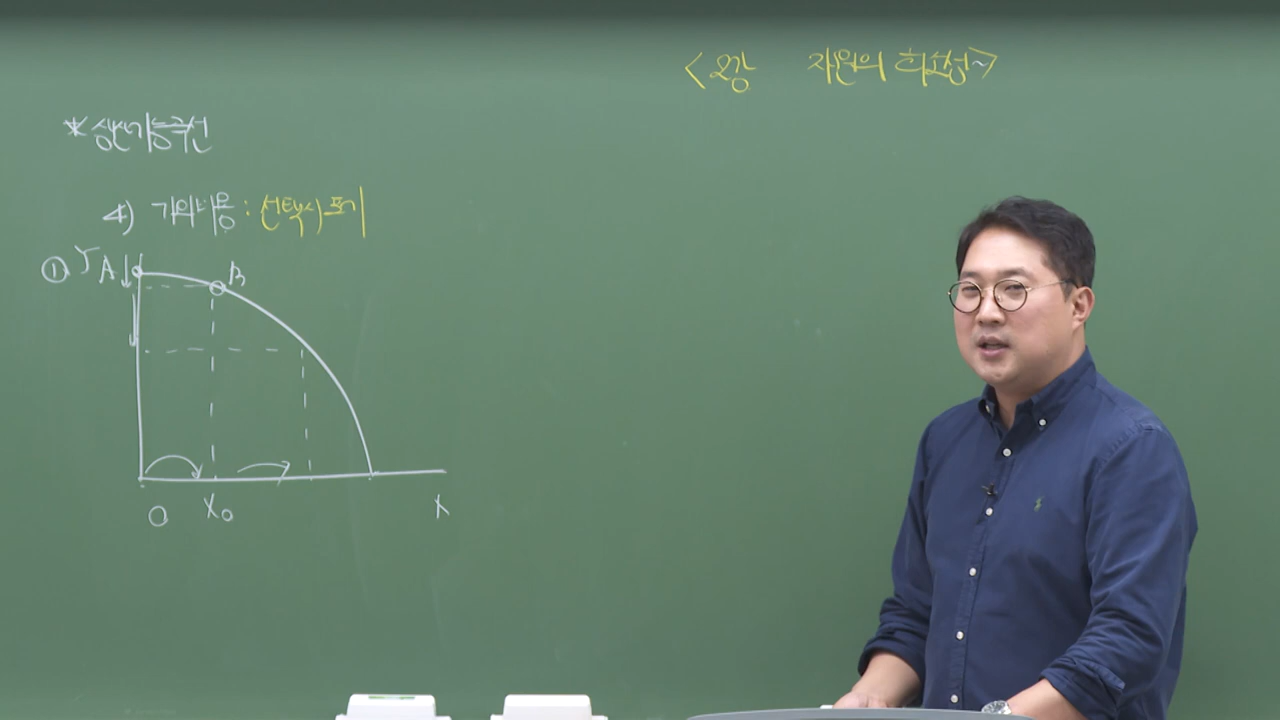 <2강 자원의 희소성~>
* 생산가능곡선
4) 기회비용 : 선택시 포기
① Y A B
0 X₀ X